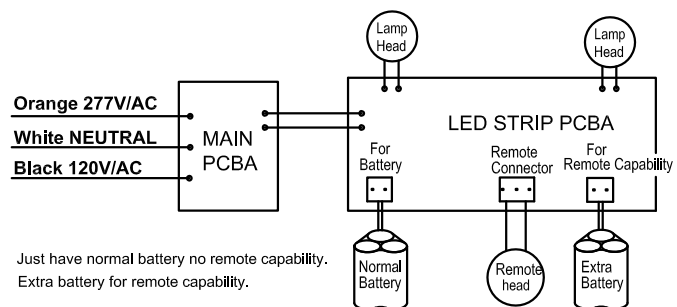 Lamp
Head
Lamp
Head
Orange 277V/AC
White NEUTRAL
Black 120V/AC
MAIN
PCBA
LED STRIP PCBA
For
Battery
Remote
Connector
For
Remote Capability
Normal
Battery
Remote
head
Extra
Battery
Just have normal battery no remote capability.
Extra battery for remote capability.